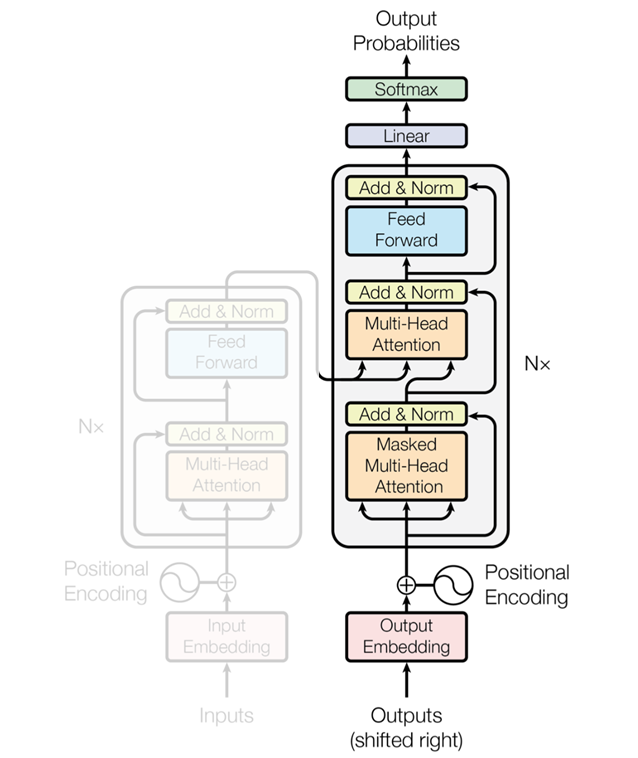 Output
Probabilities
Softmax
Linear
Add & Norm
Feed
Forward
Add & Norm
Multi-Head
Attention
Nx
Add & Norm
Masked
Multi-Head
Attention
Positional
Encoding
Output
Embedding
Outputs
(shifted right)
Add & Norm
Feed
Forward
Nx
Add & Norm
Multi-Head
Attention
Positional
Encoding
Input
Embedding
Inputs